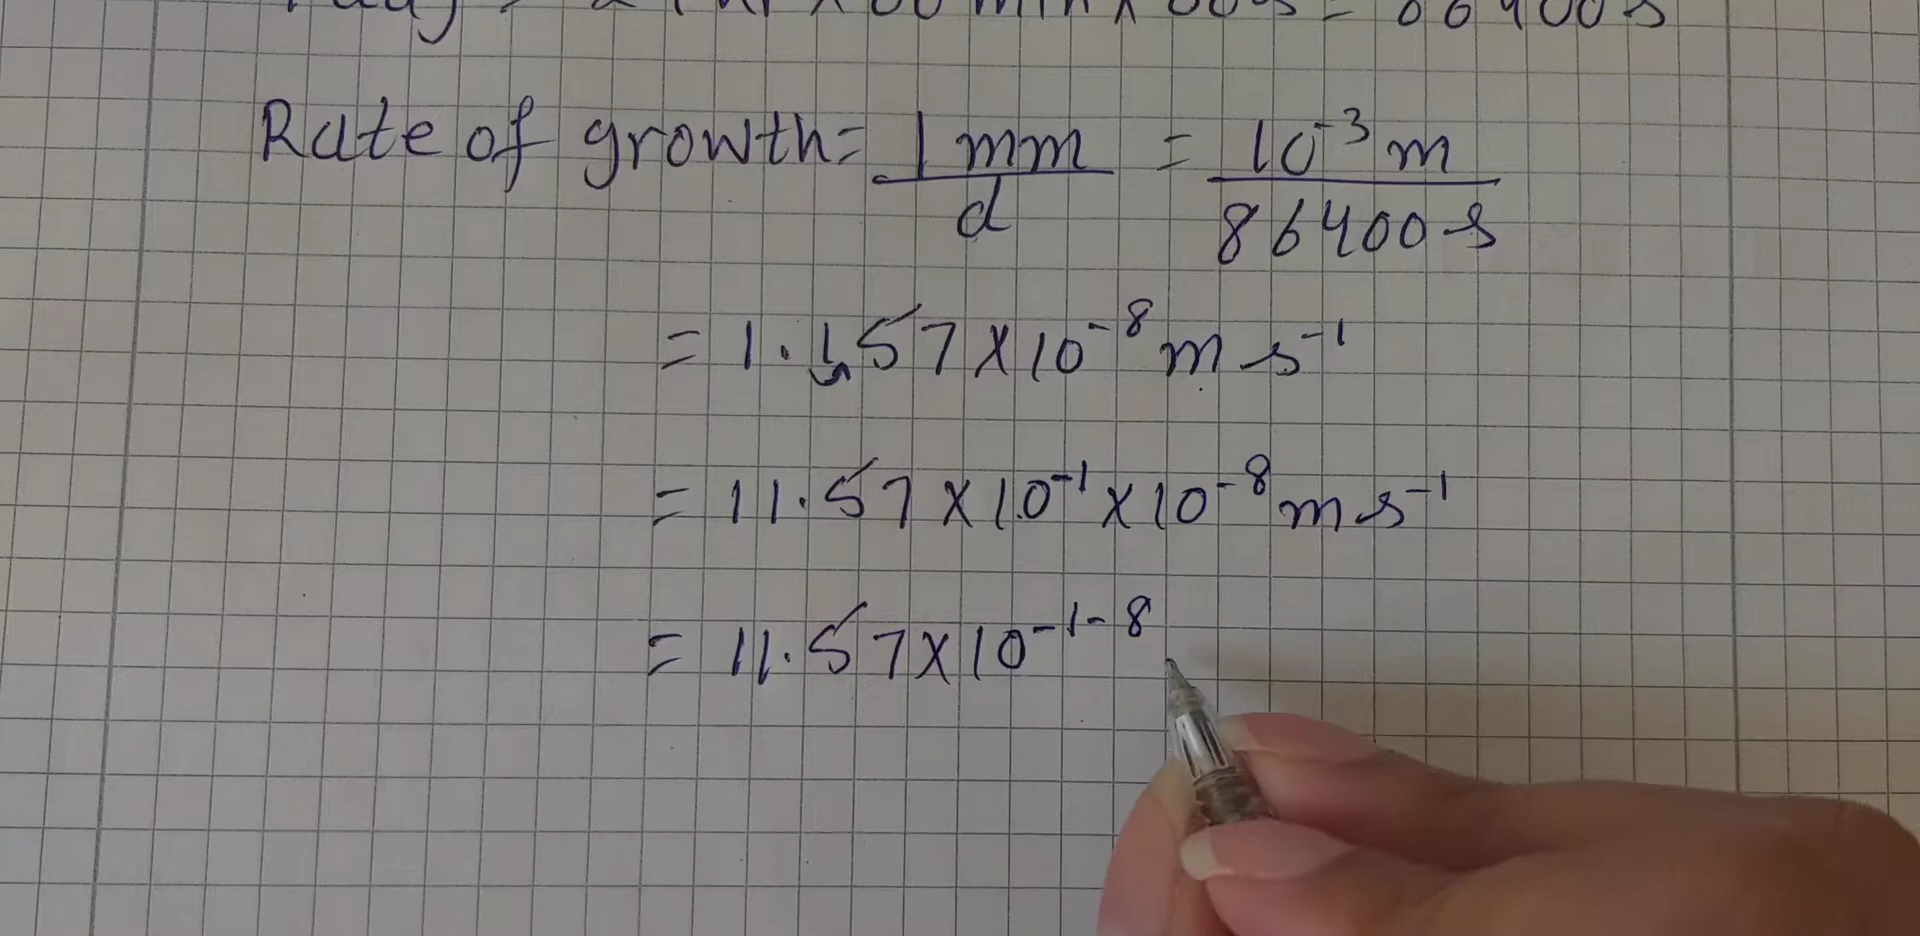 = 86400s
Rate of growth = 1 mm / d = 10⁻³ m / 86400 s
= 1.157 × 10⁻⁸ m s⁻¹
= 11.57 × 10⁻¹ × 10⁻⁸ m s⁻¹
= 11.57 × 10⁻¹⁻⁸